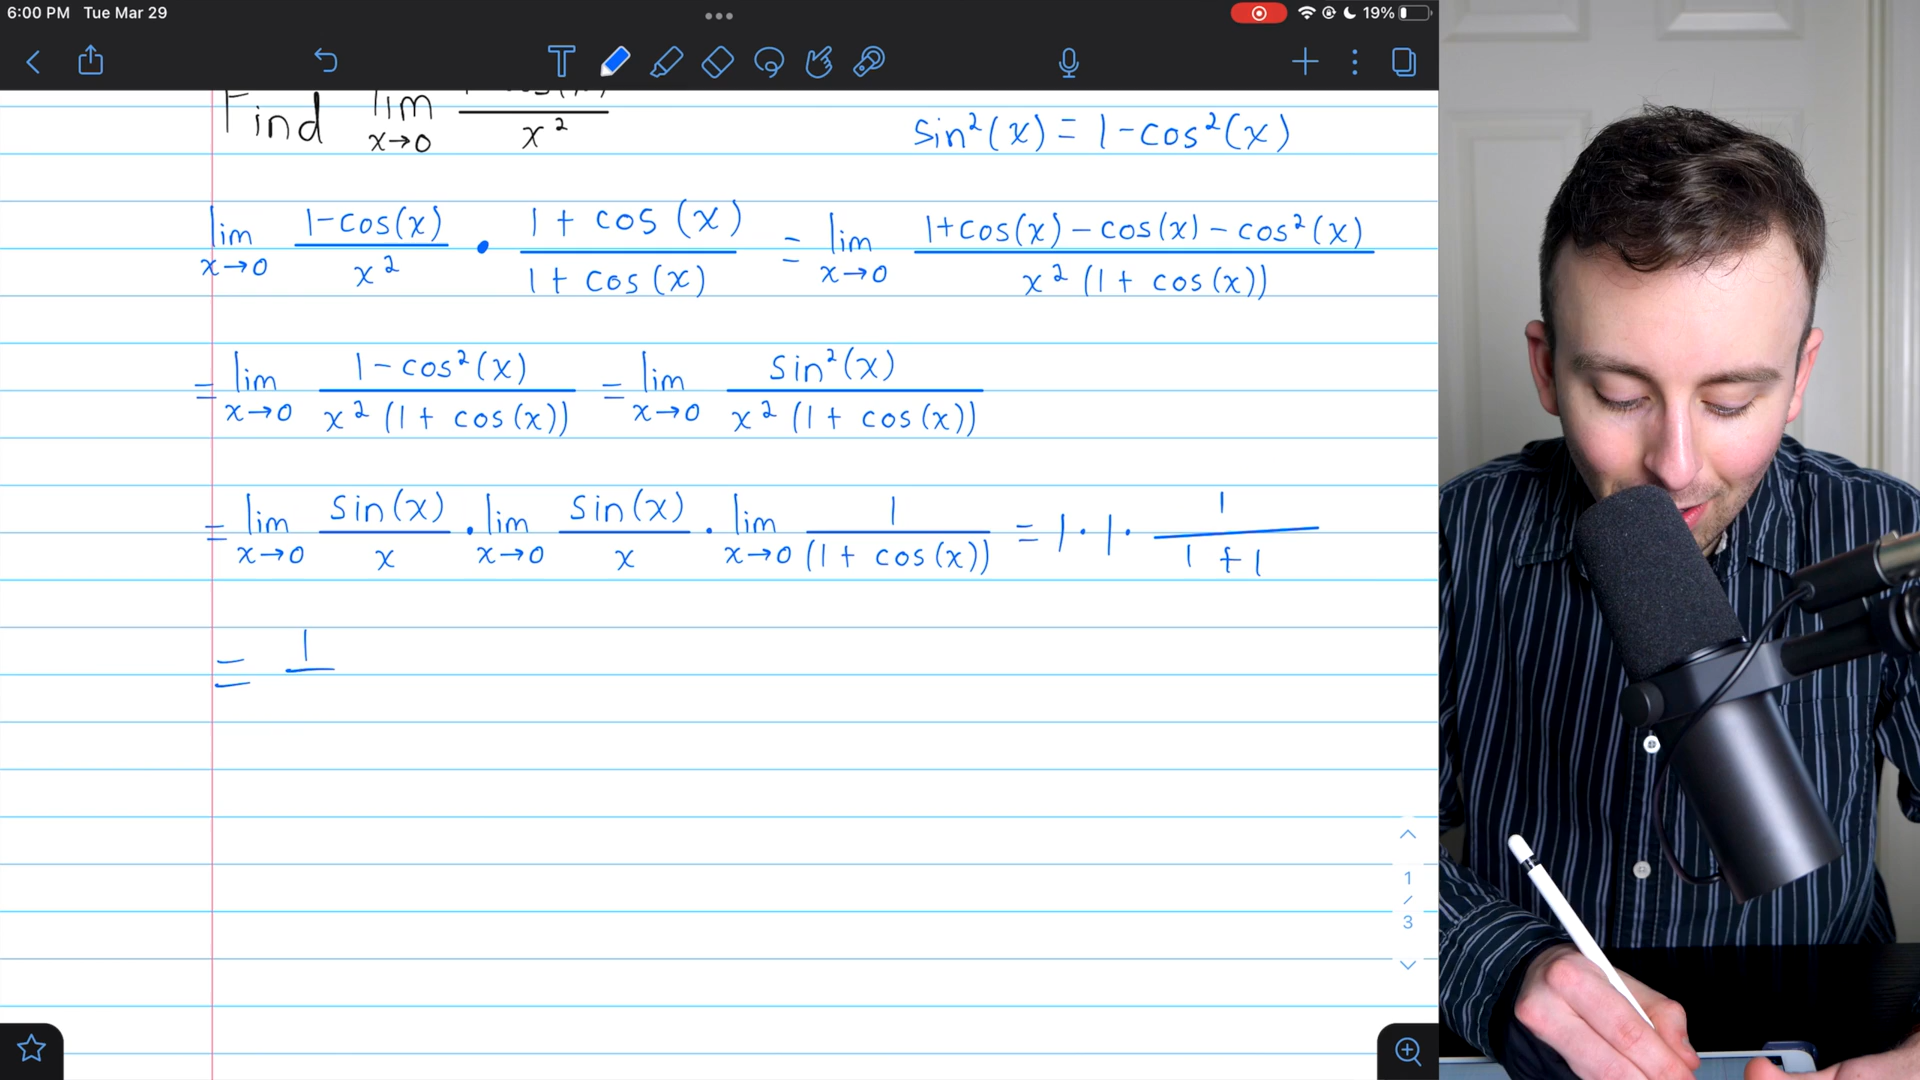 6:00 PM Tue Mar 29 19%
Find lim x→0 / x²
sin²(x) = 1-cos²(x)
lim x→0 1-cos(x) / x² • 1 + cos (x) / 1 + cos (x) = lim x→0 1+cos(x) - cos(x) - cos²(x) / x² (1 + cos(x))
= lim x→0 1 - cos²(x) / x² (1 + cos(x)) = lim x→0 sin²(x) / x² (1 + cos(x))
= lim x→0 sin(x) / x · lim x→0 sin(x) / x · lim x→0 1 / (1 + cos(x)) = 1 · 1 · 1 / 1 + 1
= 1 /
1 / 3